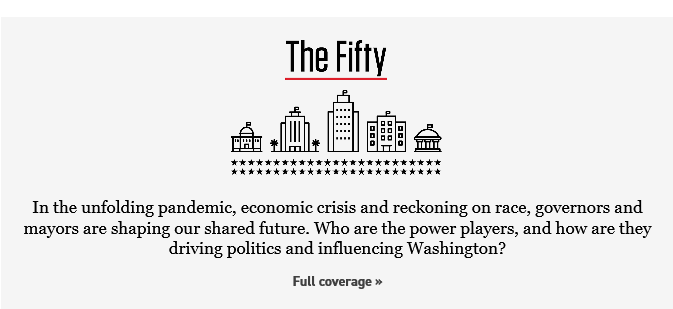 The Fifty
In the unfolding pandemic, economic crisis and reckoning on race, governors and
mayors are shaping our shared future. Who are the power players, and how are they
driving politics and influencing Washington?
Full coverage »